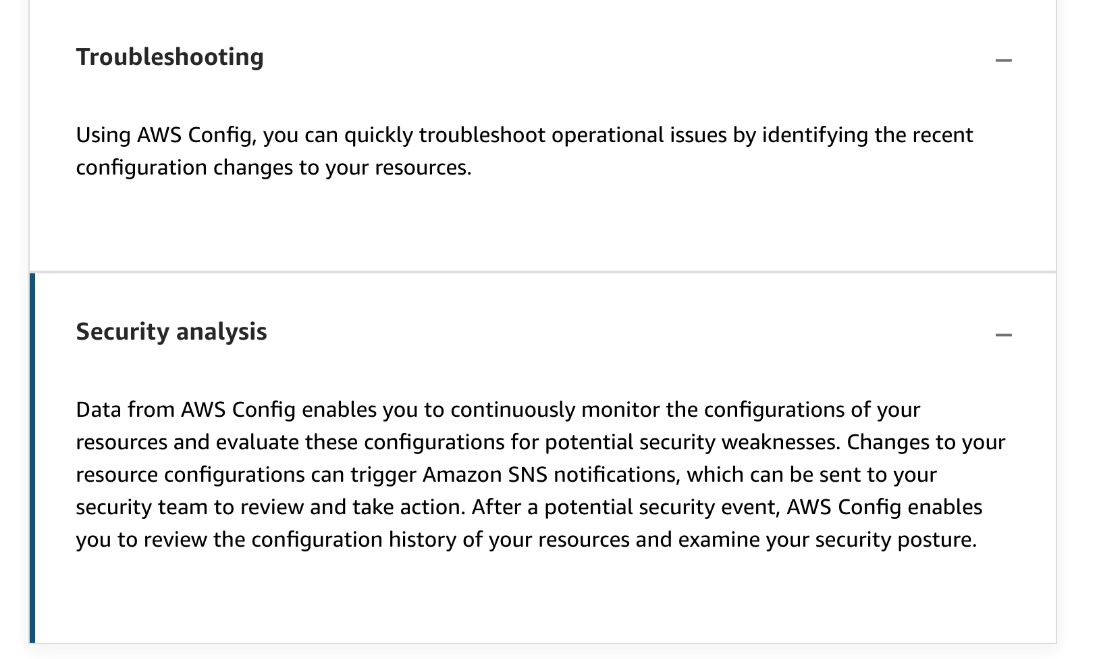 Troubleshooting
Using AWS Config, you can quickly troubleshoot operational issues by identifying the recent
configuration changes to your resources.
Security analysis
Data from AWS Config enables you to continuously monitor the configurations of your
resources and evaluate these configurations for potential security weaknesses. Changes to your
resource configurations can trigger Amazon SNS notifications, which can be sent to your
security team to review and take action. After a potential security event, AWS Config enables
you to review the configuration history of your resources and examine your security posture.